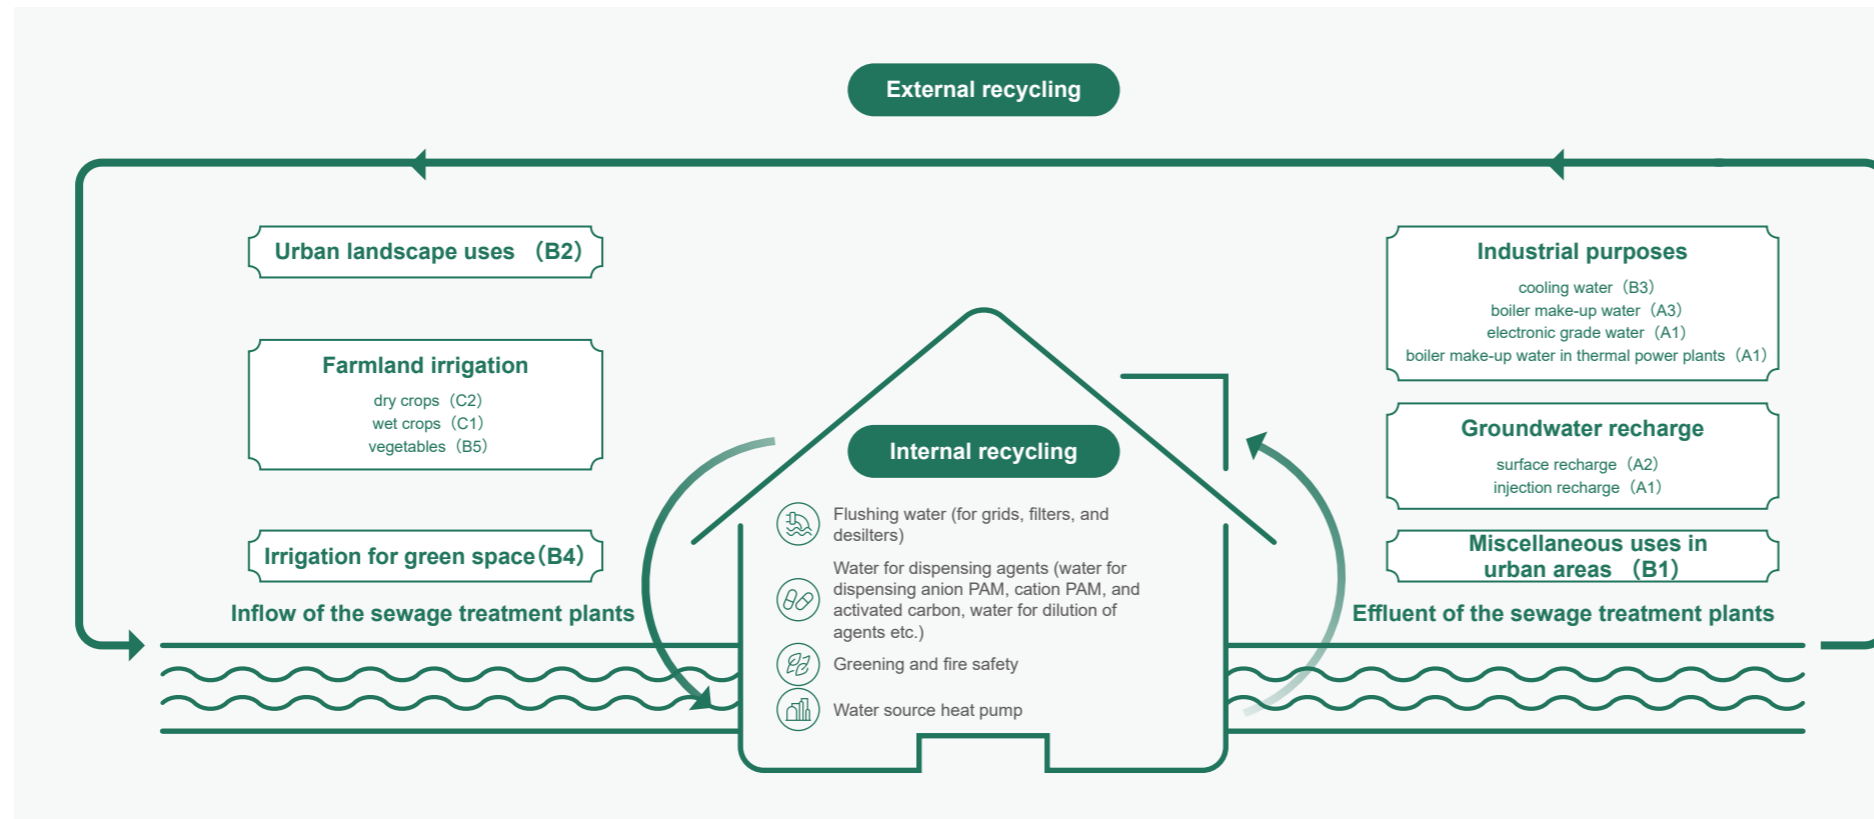 External recycling
Urban landscape uses （B2）
Farmland irrigation
dry crops（C2）
wet crops（C1）
vegetables（B5）
Irrigation for green space（B4）
Inflow of the sewage treatment plants
Internal recycling
Flushing water (for grids, filters, and
desilters)
Water for dispensing agents (water for
dispensing anion PAM, cation PAM, and
activated carbon, water for dilution of
agents etc.)
Greening and fire safety
Water source heat pump
Industrial purposes
cooling water（B3）
boiler make-up water（A3）
electronic grade water（A1）
boiler make-up water in thermal power plants（A1）
Groundwater recharge
surface recharge（A2）
injection recharge（A1）
Miscellaneous uses in
urban areas （B1）
Effluent of the sewage treatment plants